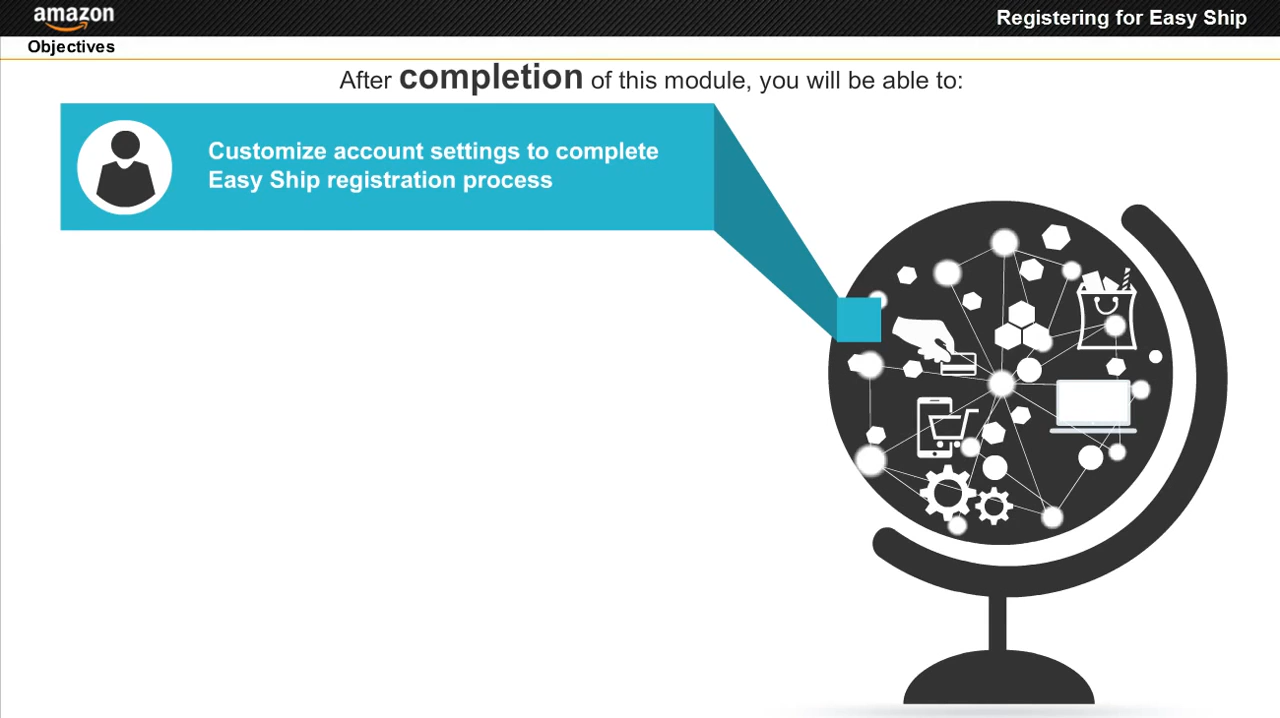 amazon
Registering for Easy Ship
Objectives
After completion of this module, you will be able to:
Customize account settings to complete
Easy Ship registration process